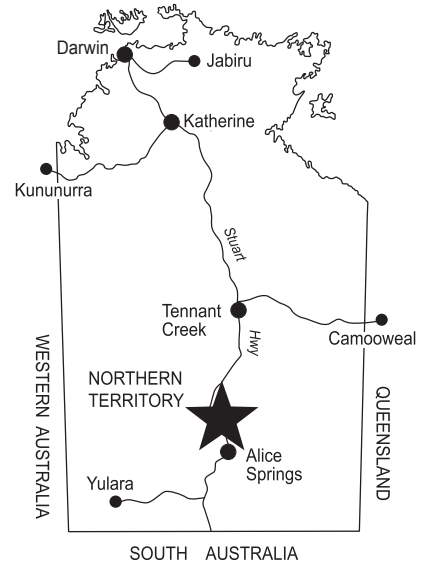 Darwin
Jabiru
Katherine
Kununurra
Stuart
Tennant
Creek
Hwy
Camooweal
WESTERN AUSTRALIA
NORTHERN
TERRITORY
QUEENSLAND
Alice
Springs
Yulara
SOUTH AUSTRALIA